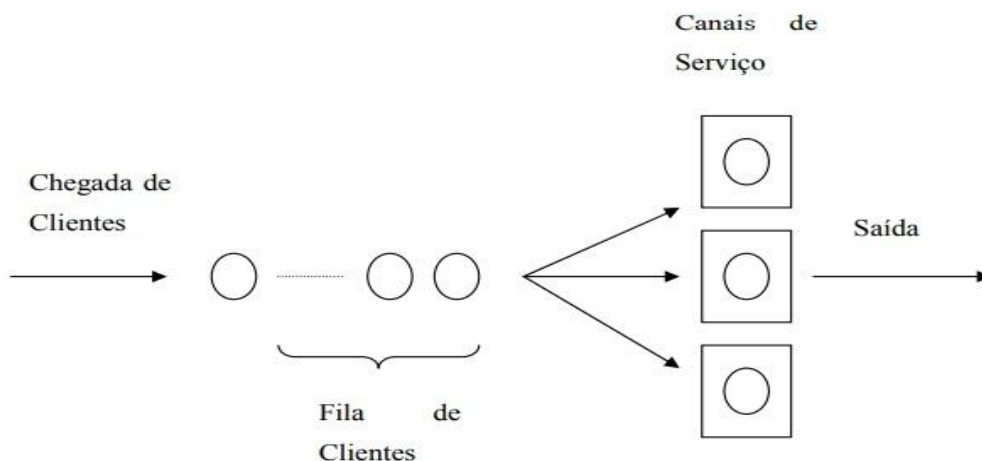 Canais de
Serviço
Chegada de
Clientes
Saída
Fila de
Clientes